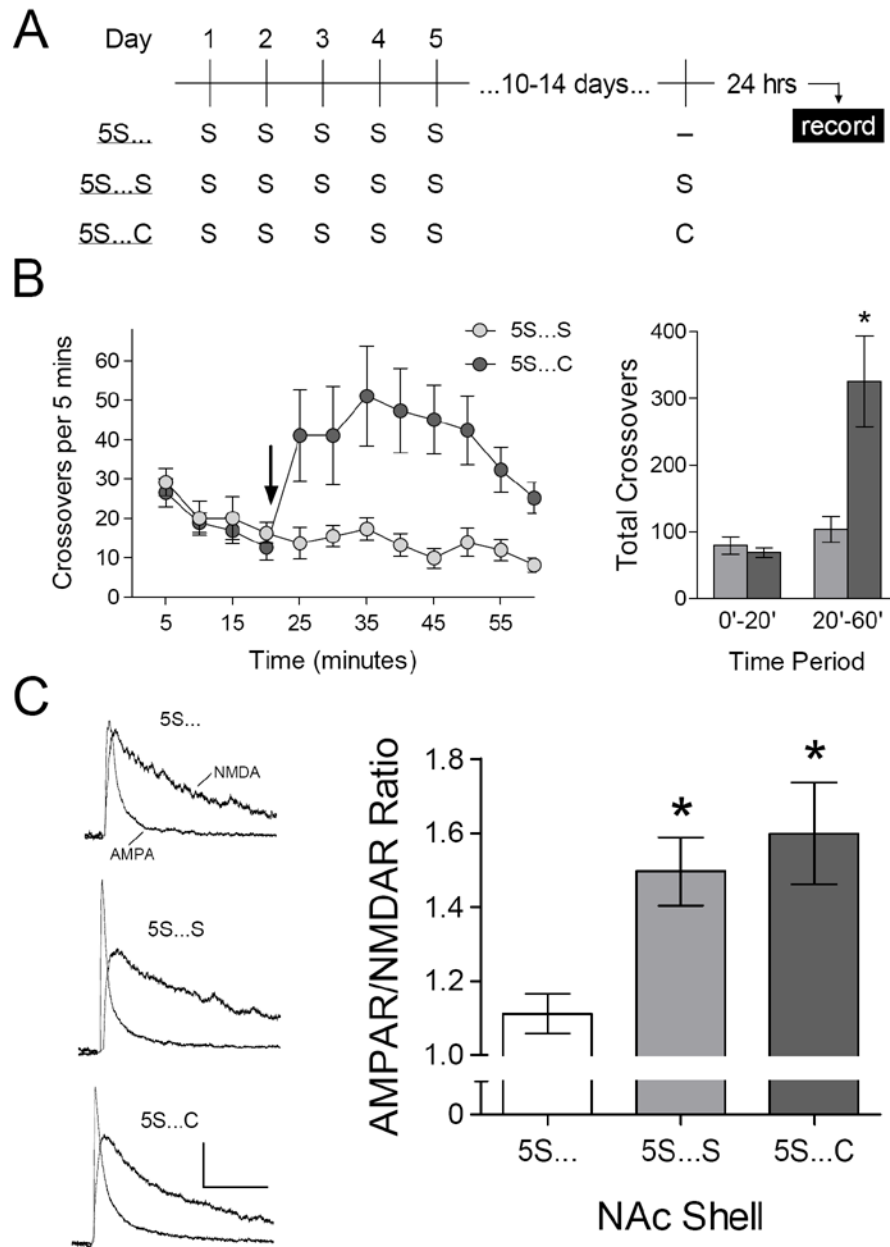 A
Day 1 2 3 4 5
...10-14 days... 24 hrs
record
5S... S S S S S –
5S...S S S S S S S
5S...C S S S S S C
B
Crossovers per 5 mins
60
50
40
30
20
10
0
5 15 25 35 45 55
Time (minutes)
5S...S
5S...C
Total Crossovers
400
300
200
100
0
*
0'-20' 20'-60'
Time Period
C
5S...
NMDA
AMPA
5S...S
5S...C
AMPAR/NMDAR Ratio
1.8
1.6
1.4
1.2
1.0
0
* *
5S... 5S...S 5S...C
NAc Shell